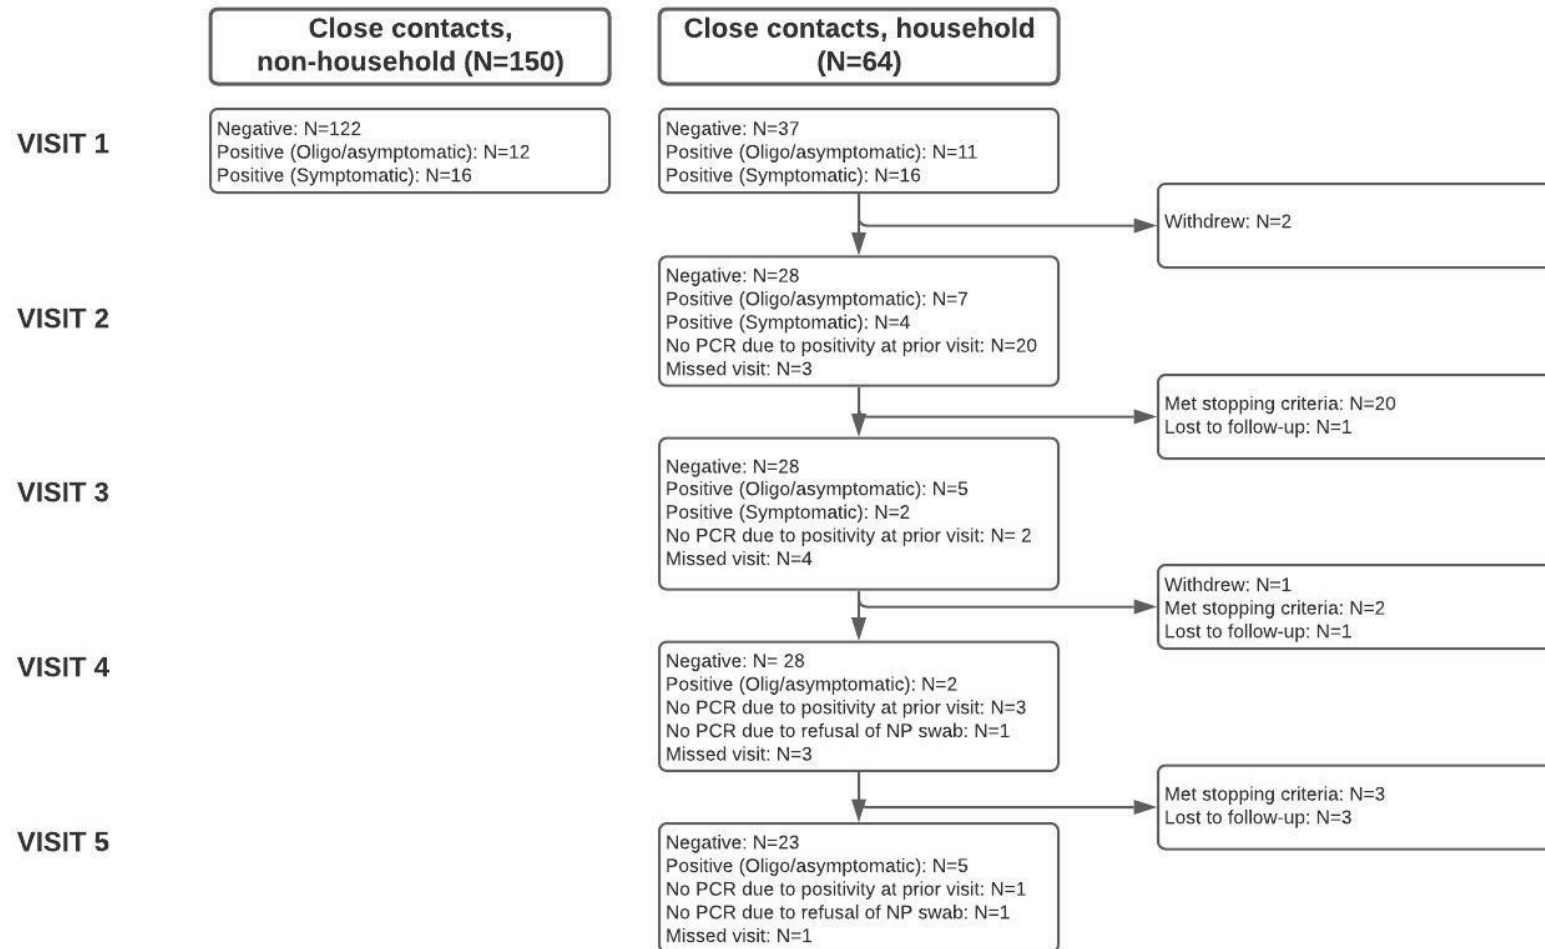 Close contacts,
non-household (N=150)
Close contacts, household
(N=64)
VISIT 1
Negative: N=122
Positive (Oligo/asymptomatic): N=12
Positive (Symptomatic): N=16
Negative: N=37
Positive (Oligo/asymptomatic): N=11
Positive (Symptomatic): N=16
Withdrew: N=2
VISIT 2
Negative: N=28
Positive (Oligo/asymptomatic): N=7
Positive (Symptomatic): N=4
No PCR due to positivity at prior visit: N=20
Missed visit: N=3
Met stopping criteria: N=20
Lost to follow-up: N=1
VISIT 3
Negative: N=28
Positive (Oligo/asymptomatic): N=5
Positive (Symptomatic): N=2
No PCR due to positivity at prior visit: N= 2
Missed visit: N=4
Withdrew: N=1
Met stopping criteria: N=2
Lost to follow-up: N=1
VISIT 4
Negative: N= 28
Positive (Olig/asymptomatic): N=2
No PCR due to positivity at prior visit: N=3
No PCR due to refusal of NP swab: N=1
Missed visit: N=3
Met stopping criteria: N=3
Lost to follow-up: N=3
VISIT 5
Negative: N=23
Positive (Oligo/asymptomatic): N=5
No PCR due to positivity at prior visit: N=1
No PCR due to refusal of NP swab: N=1
Missed visit: N=1